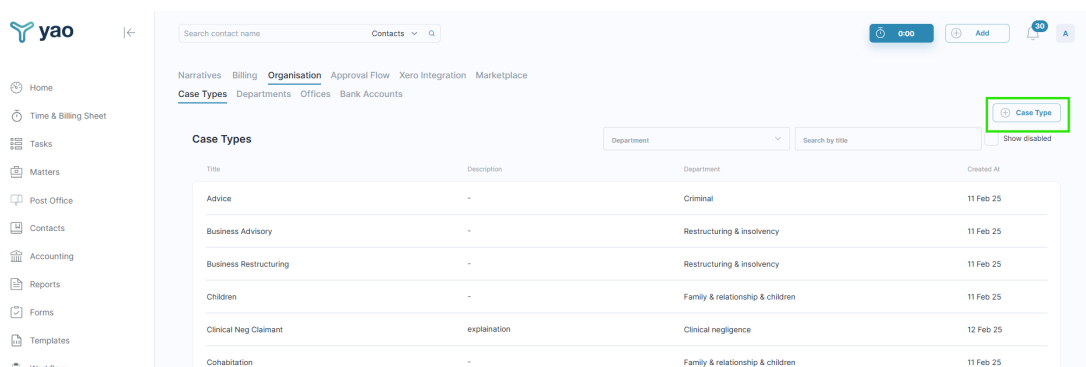 yao
Search contact name Contacts
0:00
Add
30
A
Home
Time & Billing Sheet
Tasks
Matters
Post Office
Contacts
Accounting
Reports
Forms
Templates
Narratives Billing Organisation Approval Flow Xero Integration Marketplace
Case Types Departments Offices Bank Accounts
Case Type
Case Types
Department
Search by title
Show disabled
Title Description Department Created At
Advice - Criminal 11 Feb 25
Business Advisory - Restructuring & insolvency 11 Feb 25
Business Restructuring - Restructuring & insolvency 11 Feb 25
Children - Family & relationship & children 11 Feb 25
Clinical Neg Claimant explaination Clinical negligence 12 Feb 25
Cohabitation - Family & relationship & children 11 Feb 25